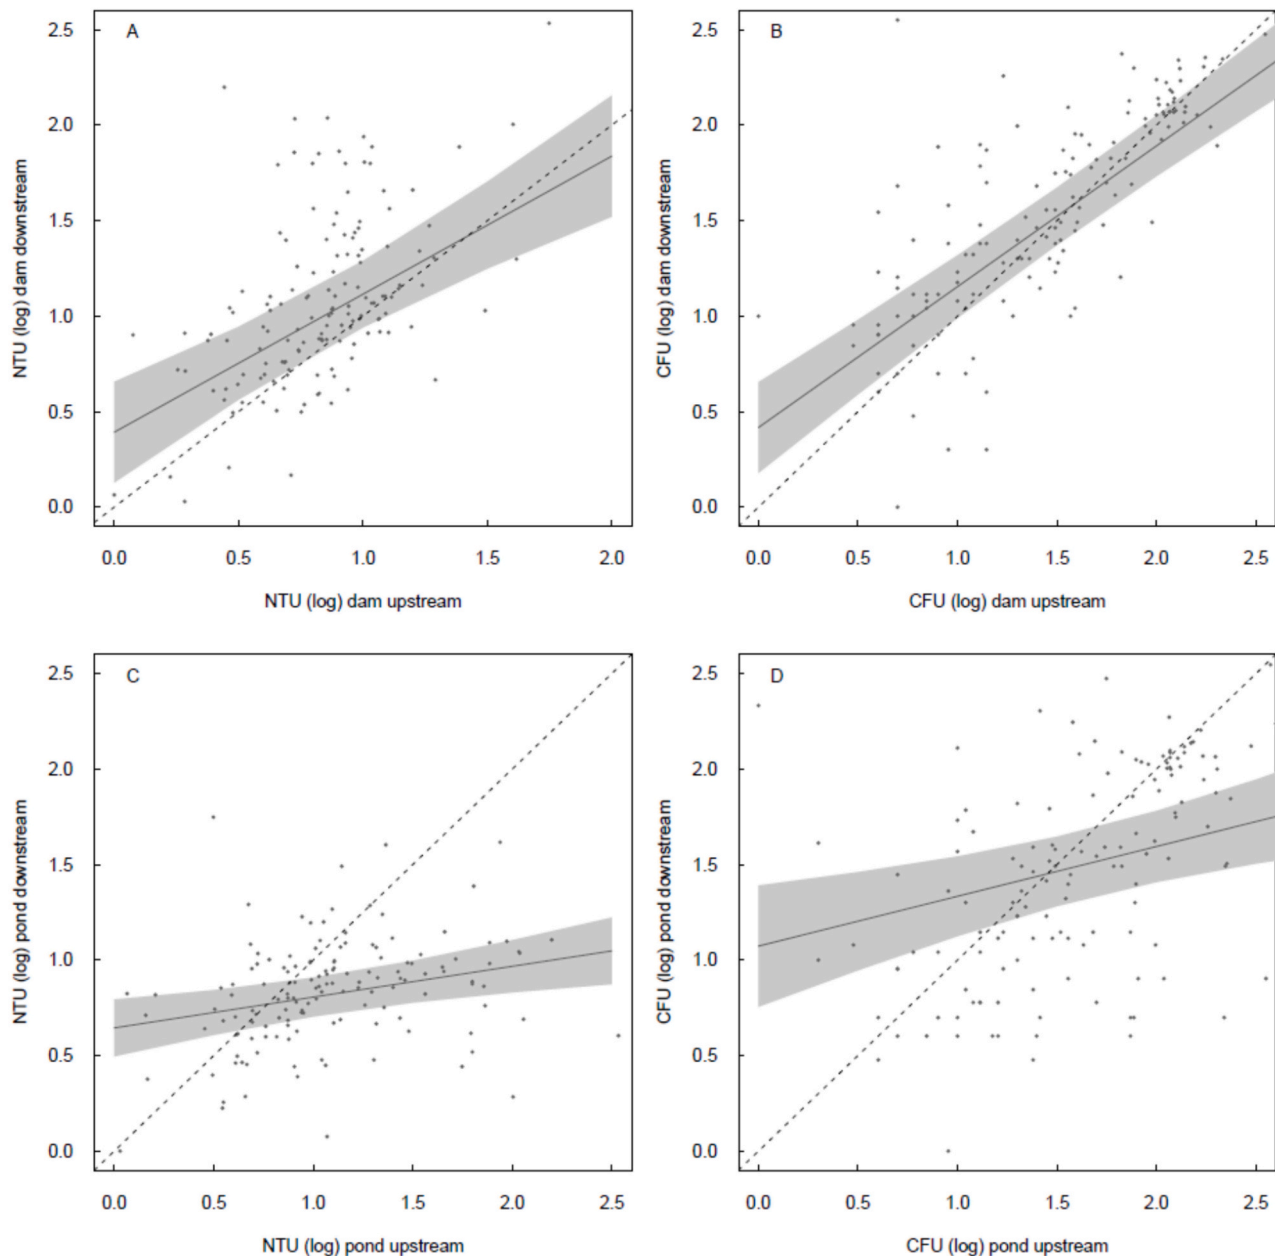 A
B
2.5
2.0
1.5
1.0
0.5
0.0
NTU (log) dam downstream
0.0 0.5 1.0 1.5 2.0
NTU (log) dam upstream
2.5
2.0
1.5
1.0
0.5
0.0
CFU (log) dam downstream
0.0 0.5 1.0 1.5 2.0 2.5
CFU (log) dam upstream
C
D
2.5
2.0
1.5
1.0
0.5
0.0
NTU (log) pond downstream
0.0 0.5 1.0 1.5 2.0 2.5
NTU (log) pond upstream
2.5
2.0
1.5
1.0
0.5
0.0
CFU (log) pond downstream
0.0 0.5 1.0 1.5 2.0 2.5
CFU (log) pond upstream